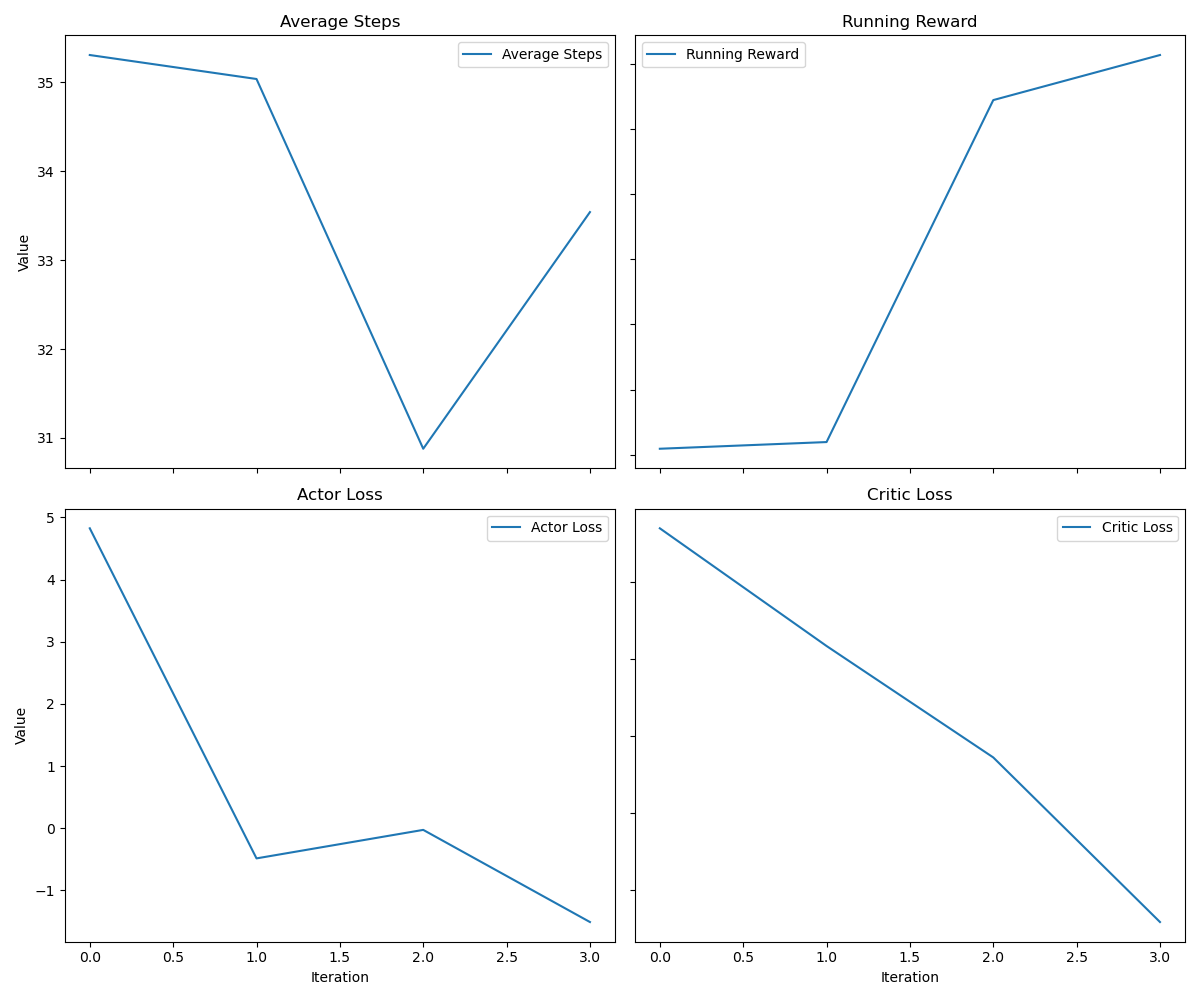 Average Steps
Average Steps
Value
35
34
33
32
31
Running Reward
Running Reward
Actor Loss
Actor Loss
Value
5
4
3
2
1
0
−1
0.0 0.5 1.0 1.5 2.0 2.5 3.0
Iteration
Critic Loss
Critic Loss
0.0 0.5 1.0 1.5 2.0 2.5 3.0
Iteration